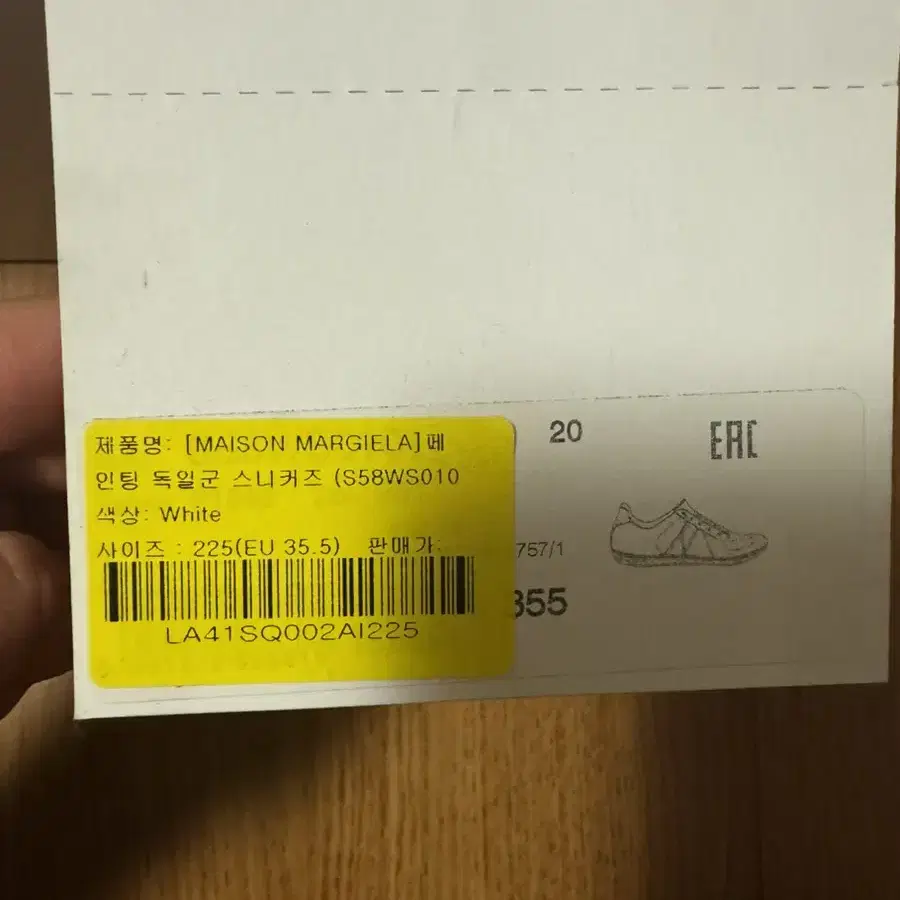 제품명: [MAISON MARGIELA]페
인팅 독일군 스니커즈 (S58WS010
색상: White
사이즈 : 225(EU 35.5) 판매가:
LA41SQ002AI225
20
EAC
757/1
355